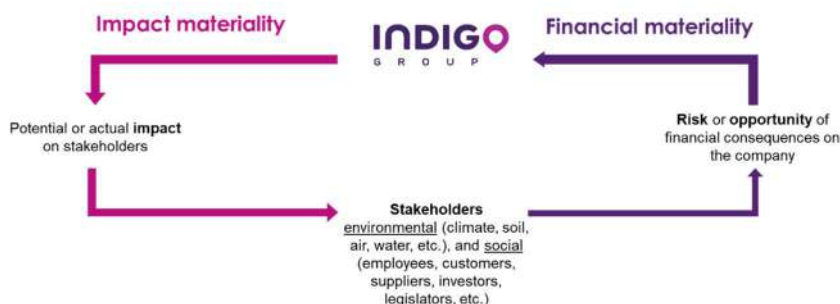 Impact materiality
INDIGO
GROUP
Financial materiality
Potential or actual impact
on stakeholders
Risk or opportunity of
financial consequences on
the company
Stakeholders
environmental (climate, soil,
air, water, etc.), and social
(employees, customers,
suppliers, investors,
legislators, etc.)